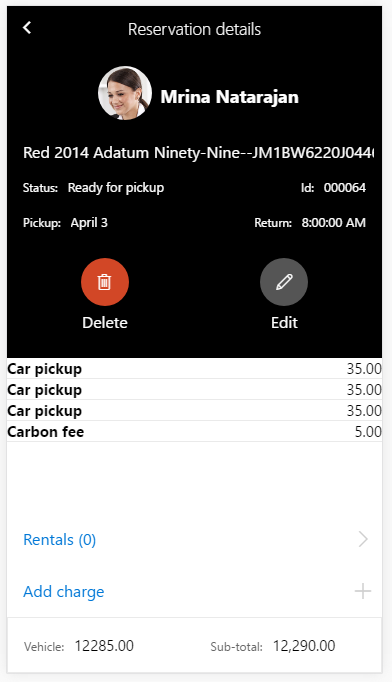 Reservation details
Mrina Natarajan
Red 2014 Adatum Ninety-Nine--JM1BW6220J044
Status: Ready for pickup Id: 000064
Pickup: April 3 Return: 8:00:00 AM
Delete Edit
Car pickup 35.00
Car pickup 35.00
Car pickup 35.00
Carbon fee 5.00
Rentals (0)
Add charge
Vehicle: 12285.00 Sub-total: 12,290.00